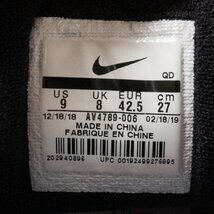 QD
US UK EUR cm
9 8 42.5 27
12/18/18 AV4789-006 02/18/19
MADE IN CHINA
FABRIQUE EN CHINE
202940896 UPC 00192499276995